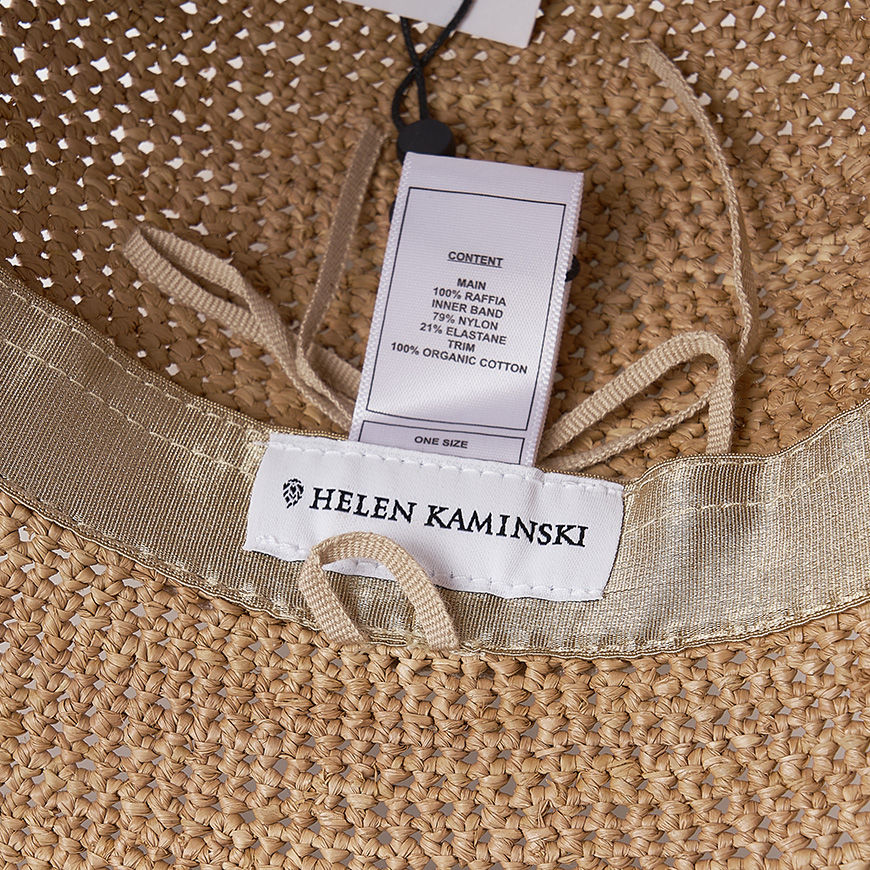 CONTENT
MAIN
100% RAFFIA
INNER BAND
79% NYLON
21% ELASTANE
TRIM
100% ORGANIC COTTON
ONE SIZE
HELEN KAMINSKI